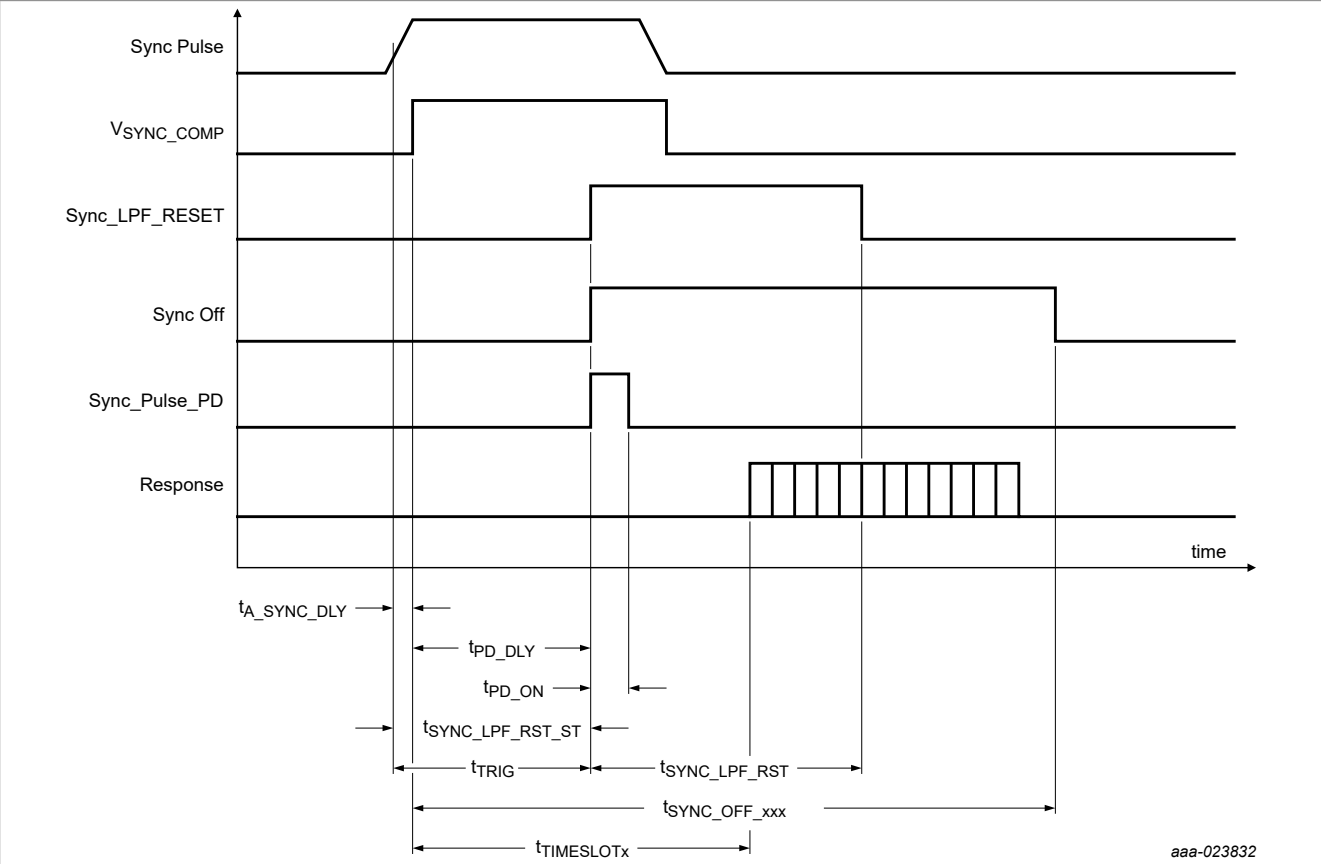 Sync Pulse
VSYNC_COMP
Sync_LPF_RESET
Sync Off
Sync_Pulse_PD
Response
time
tA_SYNC_DLY
tPD_DLY
tPD_ON
tSYNC_LPF_RST_ST
tTRIG
tSYNC_LPF_RST
tSYNC_OFF_xxx
tTIMESLOTx
aaa-023832